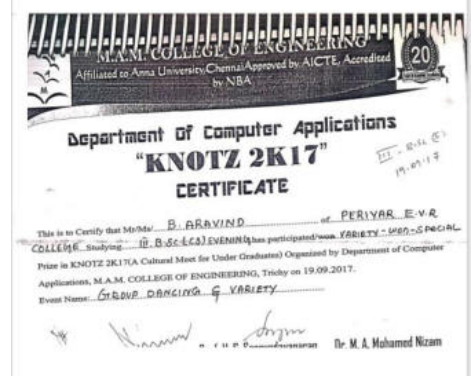 M.A.M. COLLEGE OF ENGINEERING
Affiliated to Anna University, Chennai Approved by AICTE, Accredited
by NBA
20
Department Of Computer Applications
"KNOTZ 2K17"
CERTIFICATE
19.09.17
This is to Certify that Mr/Ms/ B. ARAVIND of PERIYAR E.V.R
COLLEGE Studying III. B.SC (CS) EVENING has participated/won VARIETY-WON-SPECIAL
Prize in KNOTZ 2K17(A Cultural Meet for Under Graduates) Organized by Department of Computer
Applications, M.A.M. COLLEGE OF ENGINEERING, Trichy on 19.09.2017.
Event Name: GROUP DANCING & VARIETY
Dr. M. A. Mohamed Nizam